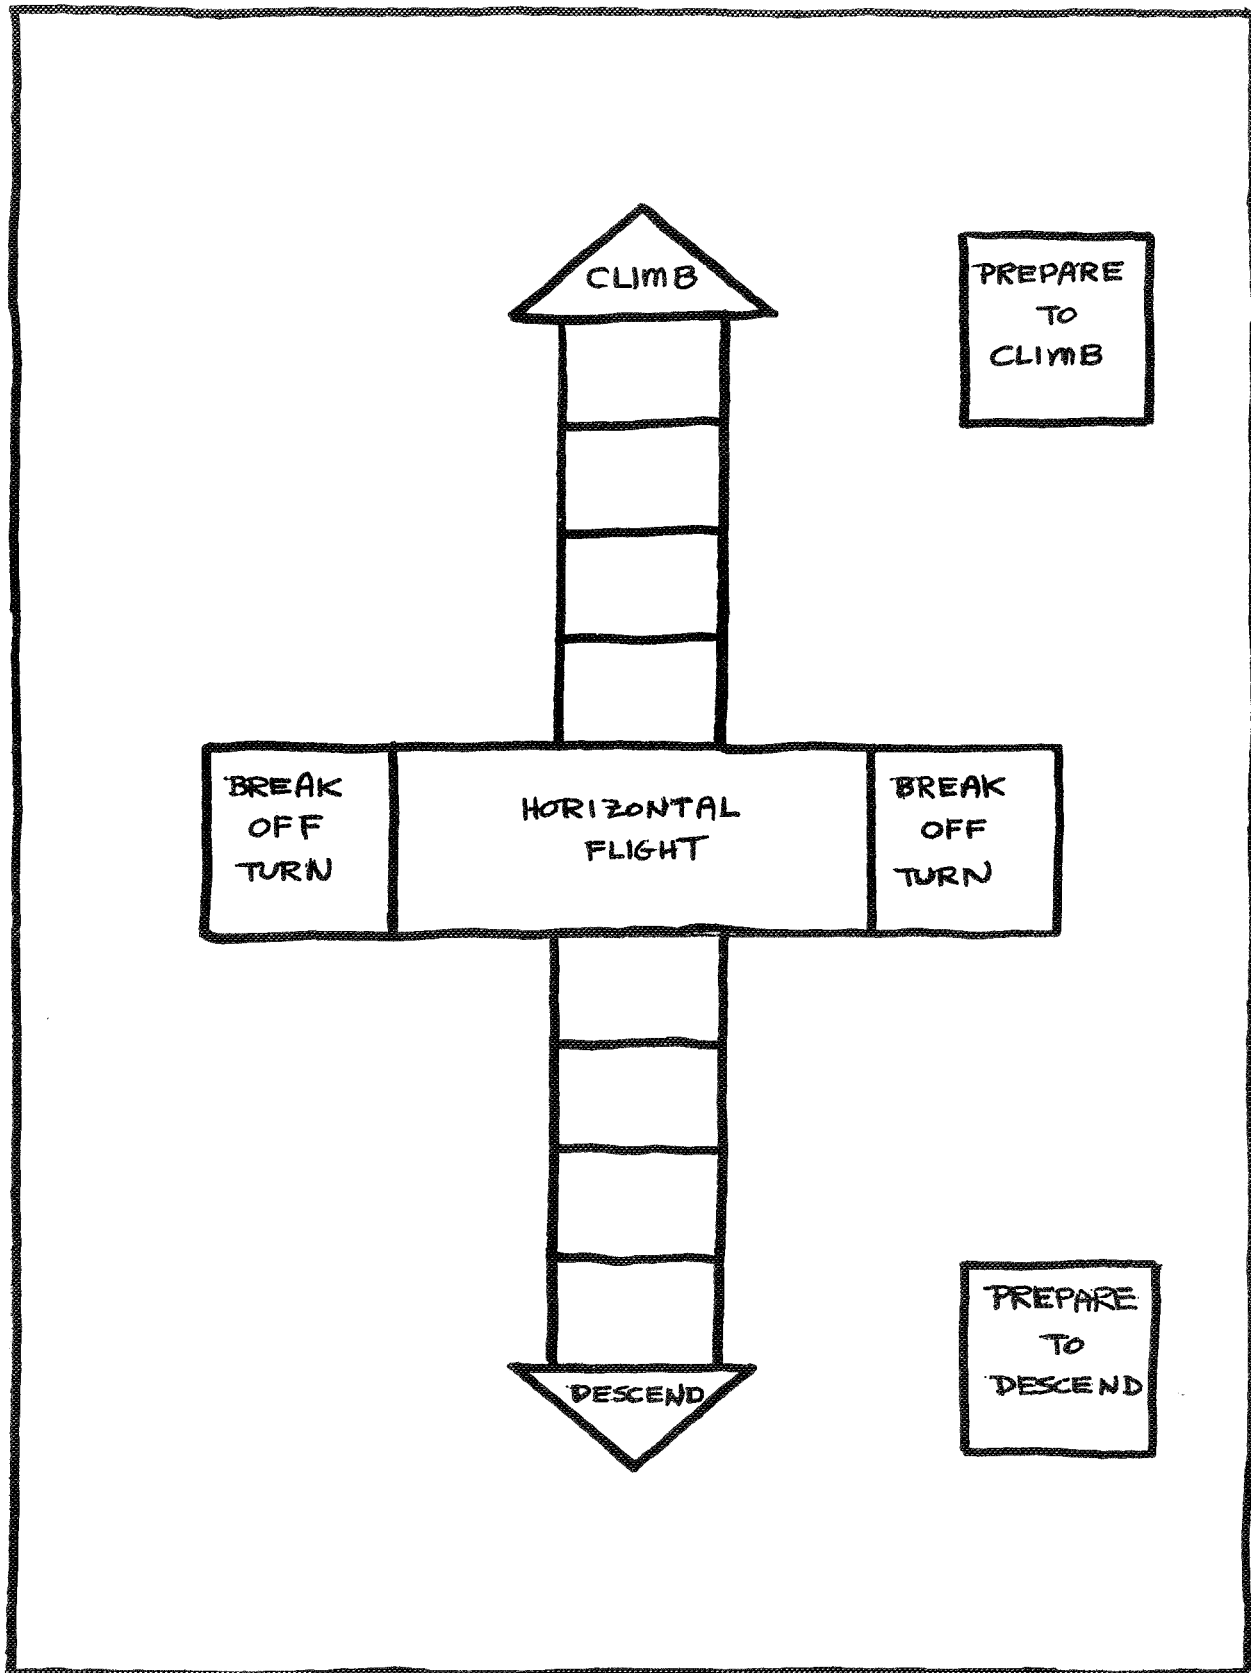 CLIMB
PREPARE
TO
CLIMB
BREAK
OFF
TURN
HORIZONTAL
FLIGHT
BREAK
OFF
TURN
DESCEND
PREPARE
TO
DESCEND